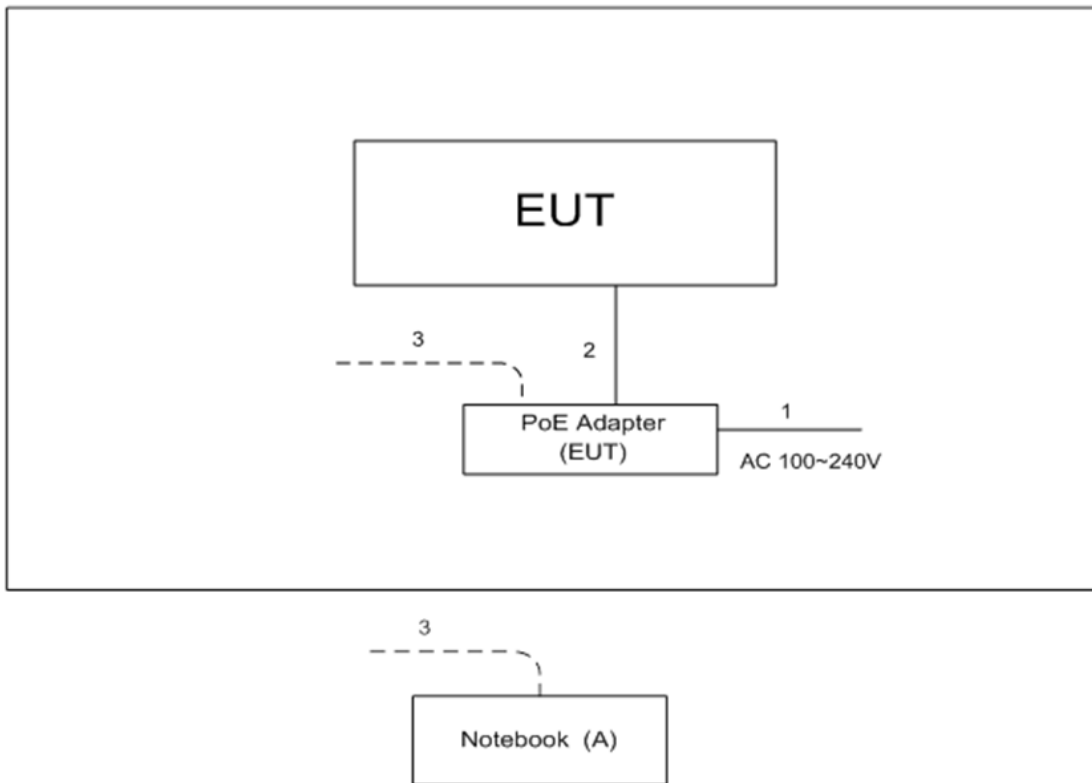 EUT
3
2
PoE Adapter
(EUT)
1
AC 100~240V
3
Notebook (A)